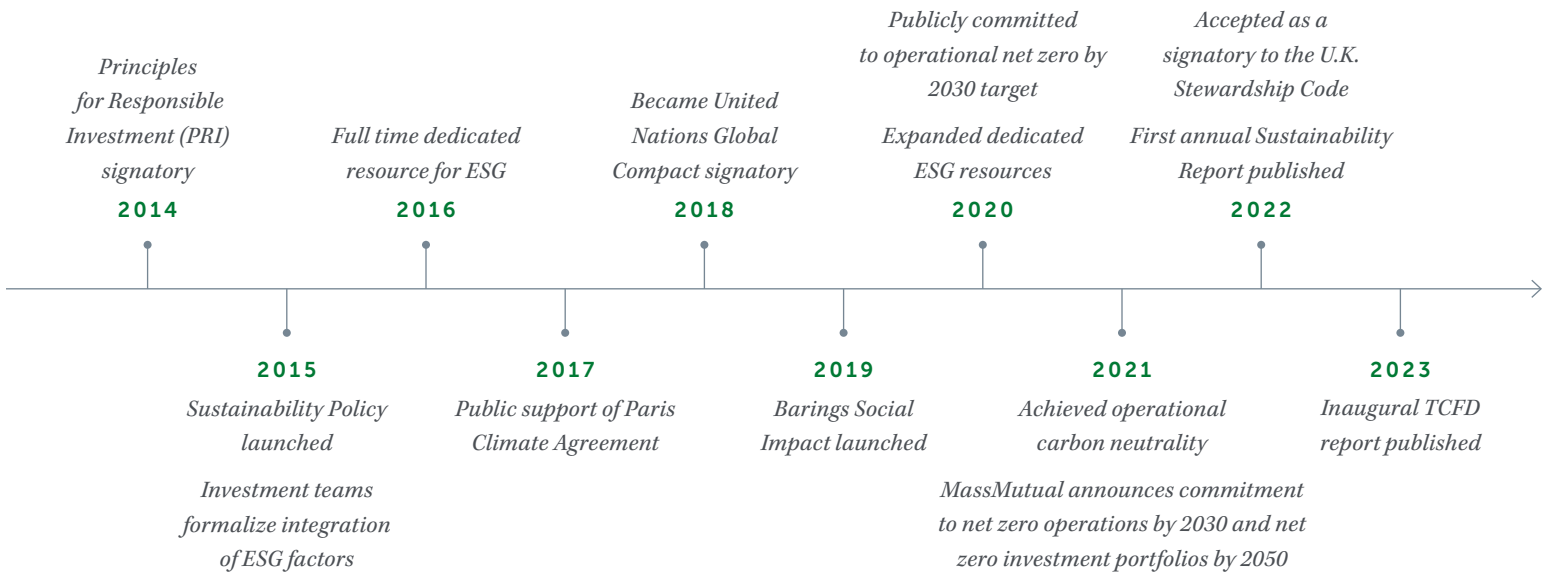 Principles
for Responsible
Investment (PRI)
signatory
2014
Sustainability Policy
launched
Investment teams
formalize integration
of ESG factors
2015
Full time dedicated
resource for ESG
2016
2017
Public support of Paris
Climate Agreement
Became United
Nations Global
Compact signatory
2018
2019
Barings Social
Impact launched
Publicly committed
to operational net zero by
2030 target
Expanded dedicated
ESG resources
2020
2021
Achieved operational
carbon neutrality
MassMutual announces commitment
to net zero operations by 2030 and net
zero investment portfolios by 2050
Accepted as a
signatory to the U.K.
Stewardship Code
First annual Sustainability
Report published
2022
2023
Inaugural TCFD
report published